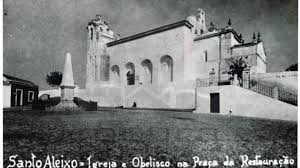 Santo Aleixo = Igreja e Obelisco na Praça da Restauração